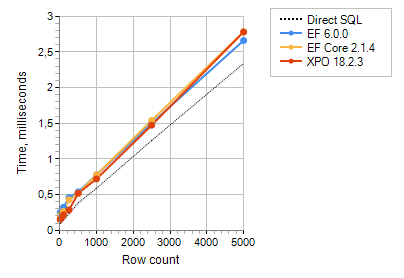 3
2,5
2
1,5
1
0,5
0
0
1000
2000
3000
4000
5000
Time, milliseconds
Row count
Direct SQL
EF 6.0.0
EF Core 2.1.4
XPO 18.2.3